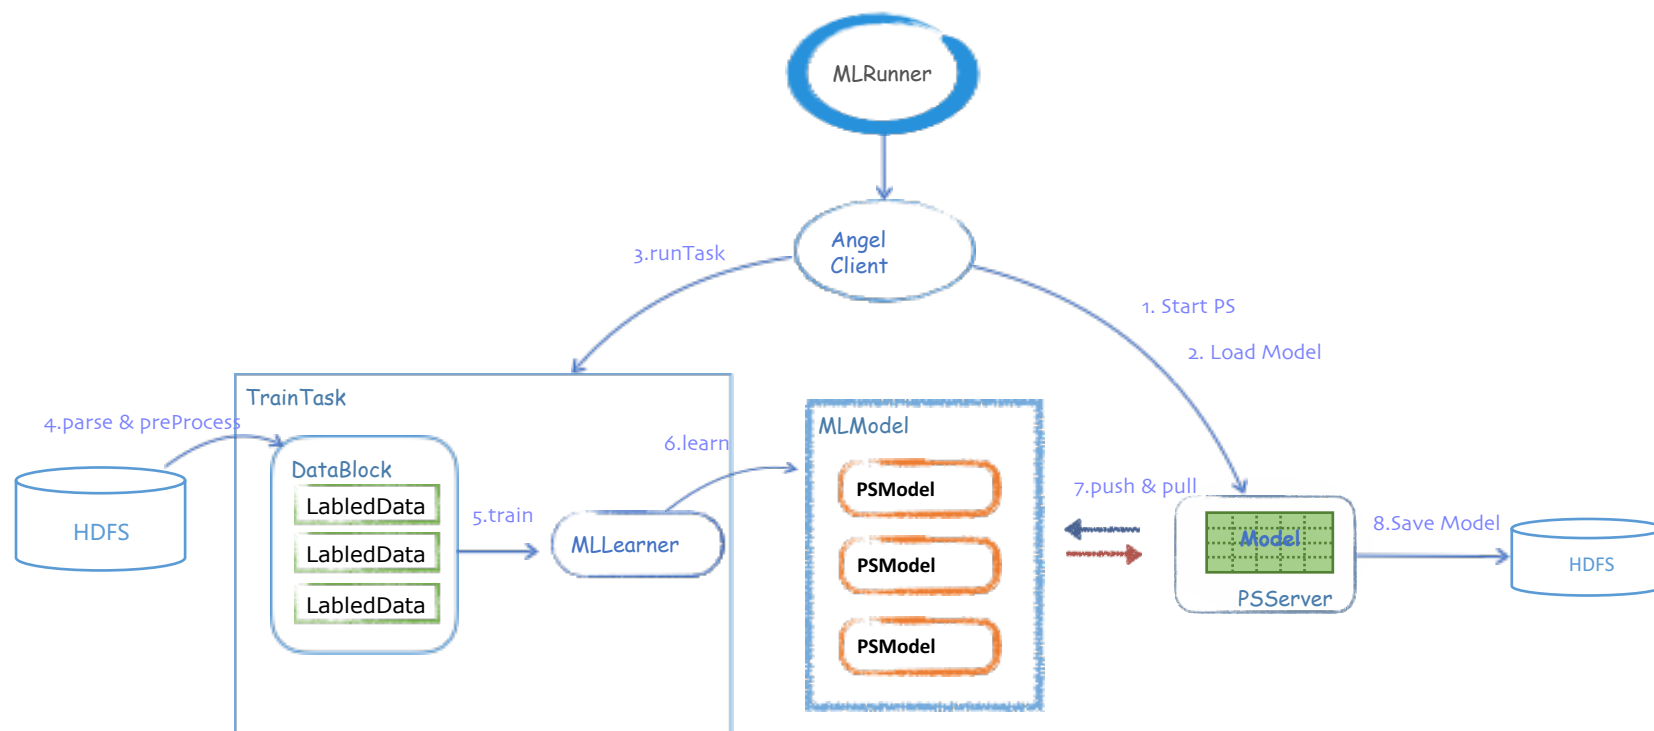 MLRunner
Angel
Client
3.runTask
1. Start PS
2. Load Model
TrainTask
4.parse & preProcess
HDFS
DataBlock
LabledData
LabledData
LabledData
5.train
MLLearner
6.learn
MLModel
PSModel
PSModel
PSModel
7.push & pull
Model
PSServer
8.Save Model
HDFS